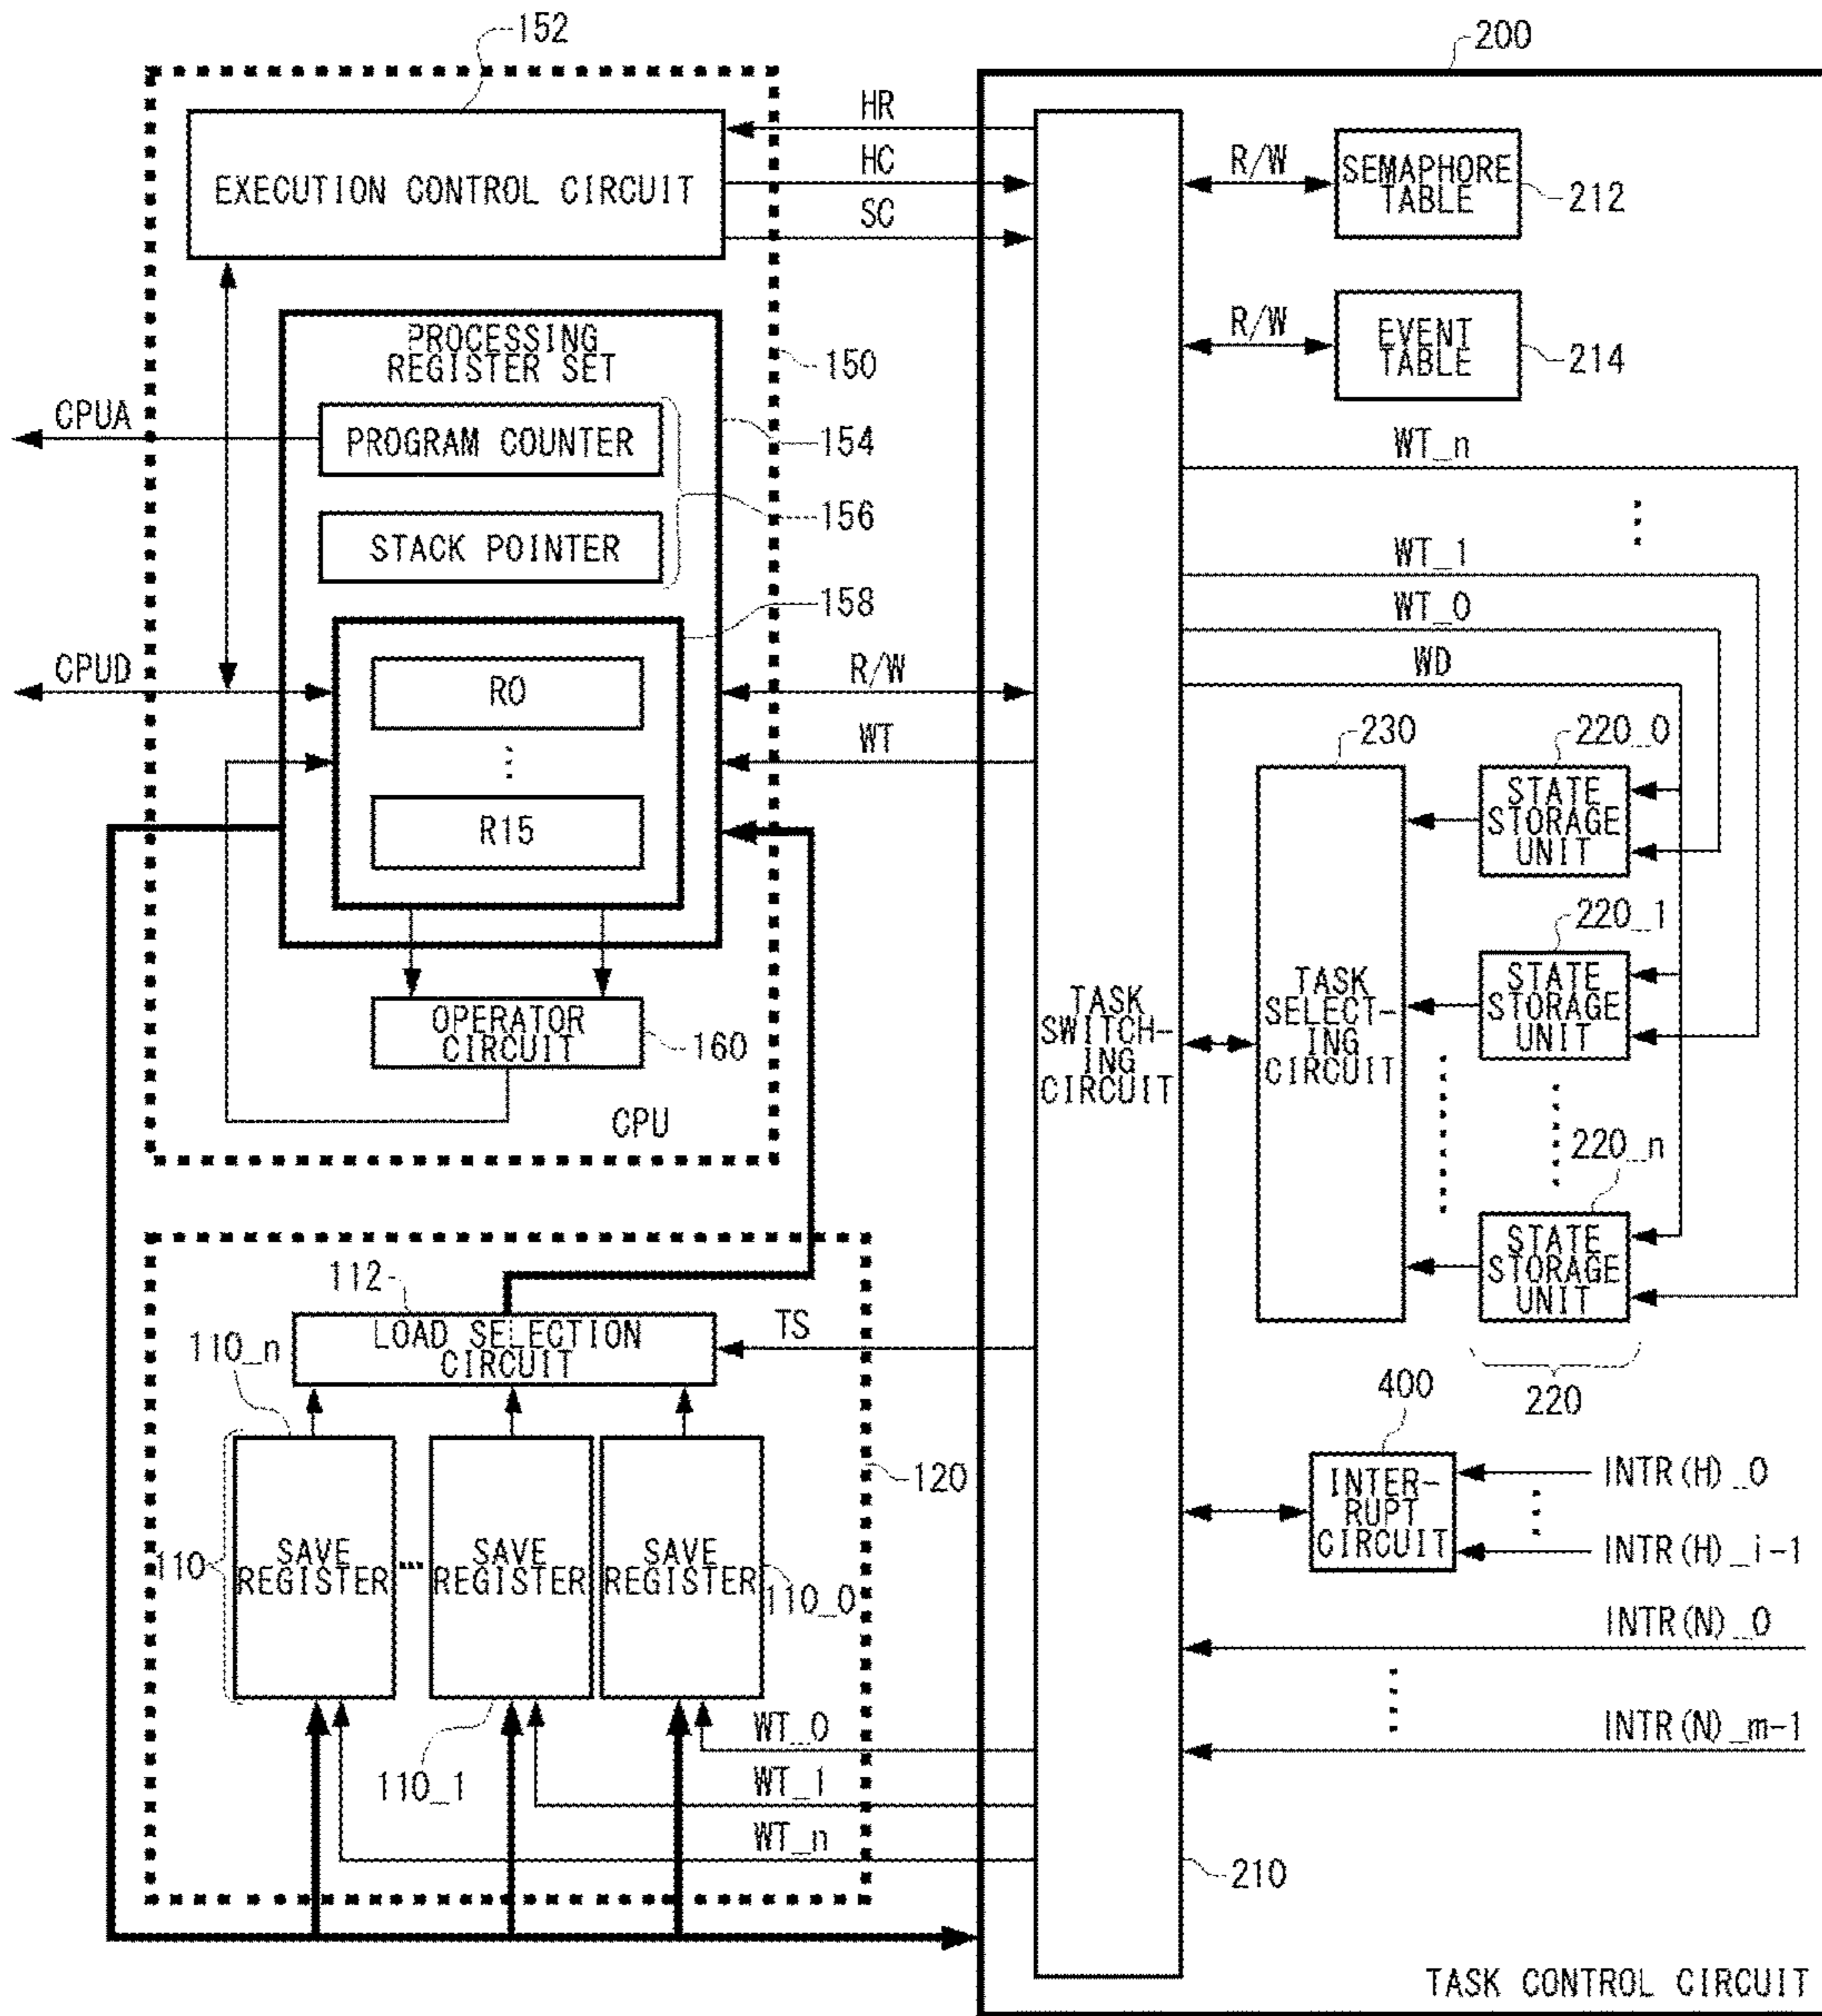 152
200
HR
HC
SC
EXECUTION CONTROL CIRCUIT
R/W
SEMAPHORE
TABLE
212
PROCESSING
REGISTER SET
150
R/W
EVENT
TABLE
214
CPUA
PROGRAM COUNTER
154
156
STACK POINTER
158
WT_n
WT_1
WT_0
WD
CPUD
R0
R/W
WT
R15
230
220_0
STATE
STORAGE
UNIT
220_1
STATE
STORAGE
UNIT
TASK
SELECT-
ING
CIRCUIT
TASK
SWITCH-
ING
CIRCUIT
OPERATOR
CIRCUIT
160
CPU
220_n
STATE
STORAGE
UNIT
220
112
LOAD SELECTION
CIRCUIT
TS
110_n
110
SAVE
REGISTER
...
SAVE
REGISTER
SAVE
REGISTER
110_0
120
400
INTER-
RUPT
CIRCUIT
INTR(H)_0
INTR(H)_i-1
INTR(N)_0
INTR(N)_m-1
110_1
WT_0
WT_1
WT_n
210
TASK CONTROL CIRCUIT